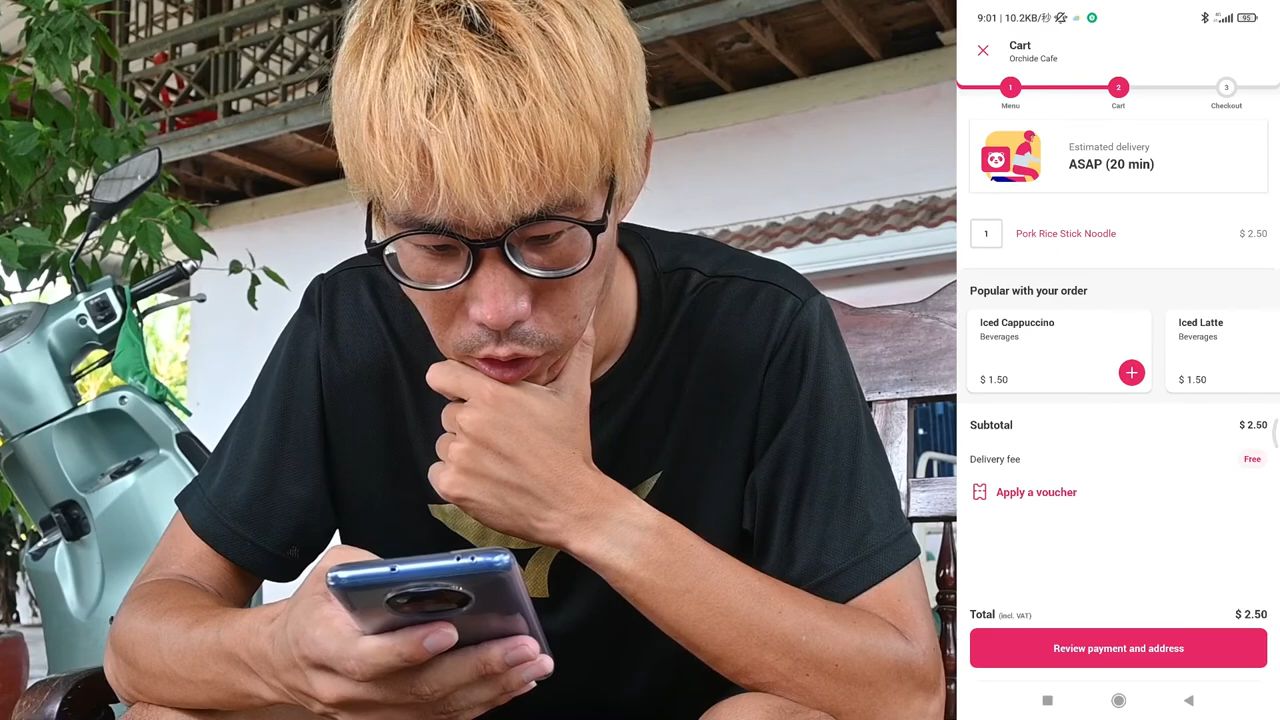 9:01 | 10.2KB/秒
4G
95
Cart
Orchide Cafe
1
2
3
Menu
Cart
Checkout
Estimated delivery
ASAP (20 min)
1
Pork Rice Stick Noodle
$ 2.50
Popular with your order
Iced Cappuccino
Iced Latte
Beverages
Beverages
$ 1.50
$ 1.50
Subtotal
$ 2.50
Delivery fee
Free
Apply a voucher
Total (incl. VAT)
$ 2.50
Review payment and address